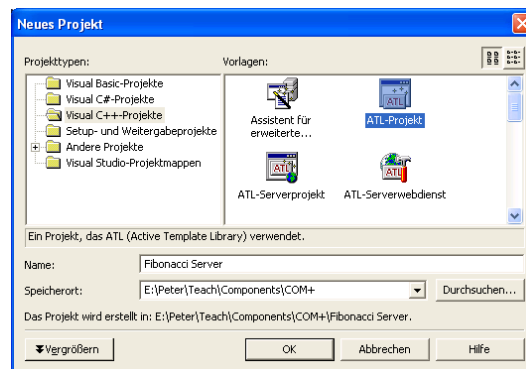 Neues Projekt
Projekttypen:
Vorlagen:
Visual Basic-Projekte
Visual C#-Projekte
Visual C++-Projekte
Setup- und Weitergabeprojekte
Andere Projekte
Visual Studio-Projektmappen
Assistent für erweiterte...
ATL
ATL-Projekt
ATL
ATL-Serverprojekt
ATL
ATL-Serverwebdienst
Ein Projekt, das ATL (Active Template Library) verwendet.
Name:
Fibonacci Server
Speicherort:
E:\Peter\Teach\Components\COM+
Durchsuchen...
Das Projekt wird erstellt in: E:\Peter\Teach\Components\COM+\Fibonacci Server.
Vergrößern
OK
Abbrechen
Hilfe